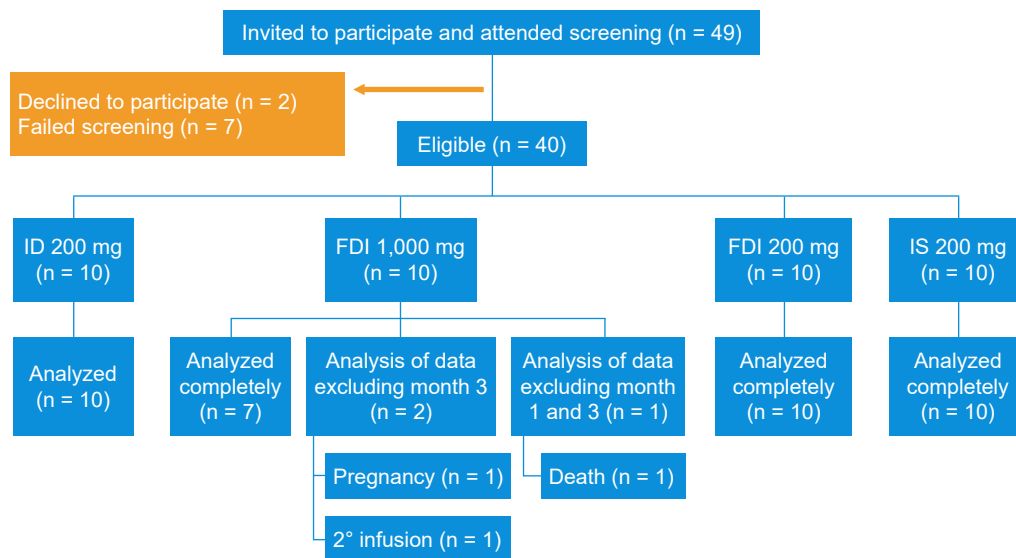 Invited to participate and attended screening (n = 49)
Declined to participate (n = 2)
Failed screening (n = 7)
Eligible (n = 40)
ID 200 mg
(n = 10)
FDI 1,000 mg
(n = 10)
FDI 200 mg
(n = 10)
IS 200 mg
(n = 10)
Analyzed
(n = 10)
Analyzed
completely
(n = 7)
Analysis of data
excluding month 3
(n = 2)
Analysis of data
excluding month
1 and 3 (n = 1)
Analyzed
completely
(n = 10)
Analyzed
completely
(n = 10)
Pregnancy (n = 1)
Death (n = 1)
2° infusion (n = 1)